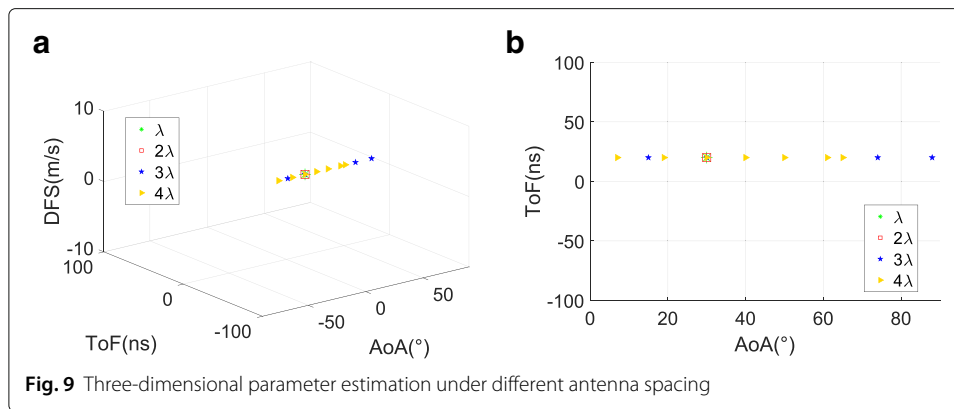 a
10
0
-10
DFS(m/s)
λ
2λ
3λ
4λ
100
0
-100
ToF(ns)
-50
0
50
AoA(°)
b
100
50
0
-50
-100
ToF(ns)
λ
2λ
3λ
4λ
0 20 40 60 80
AoA(°)
Fig. 9 Three-dimensional parameter estimation under different antenna spacing